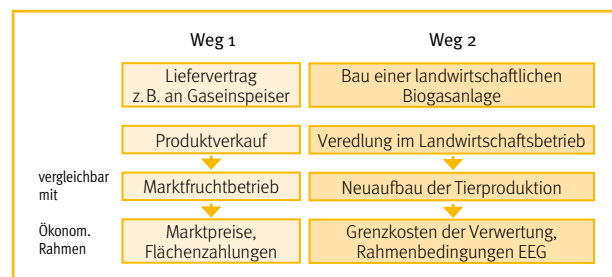 Weg 1
Weg 2
Liefervertrag
z. B. an Gaseinspeiser
Bau einer landwirtschaftlichen
Biogasanlage
Produktverkauf
Veredlung im Landwirtschaftsbetrieb
vergleichbar
mit
Marktfruchtbetrieb
Neuaufbau der Tierproduktion
Ökonom.
Rahmen
Marktpreise,
Flächenzahlungen
Grenzkosten der Verwertung,
Rahmenbedingungen EEG